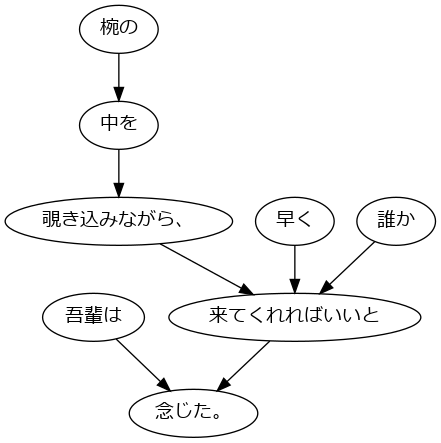 椀の
中を
覗き込みながら、
早く
誰か
吾輩は
来てくれればいいと
念じた。